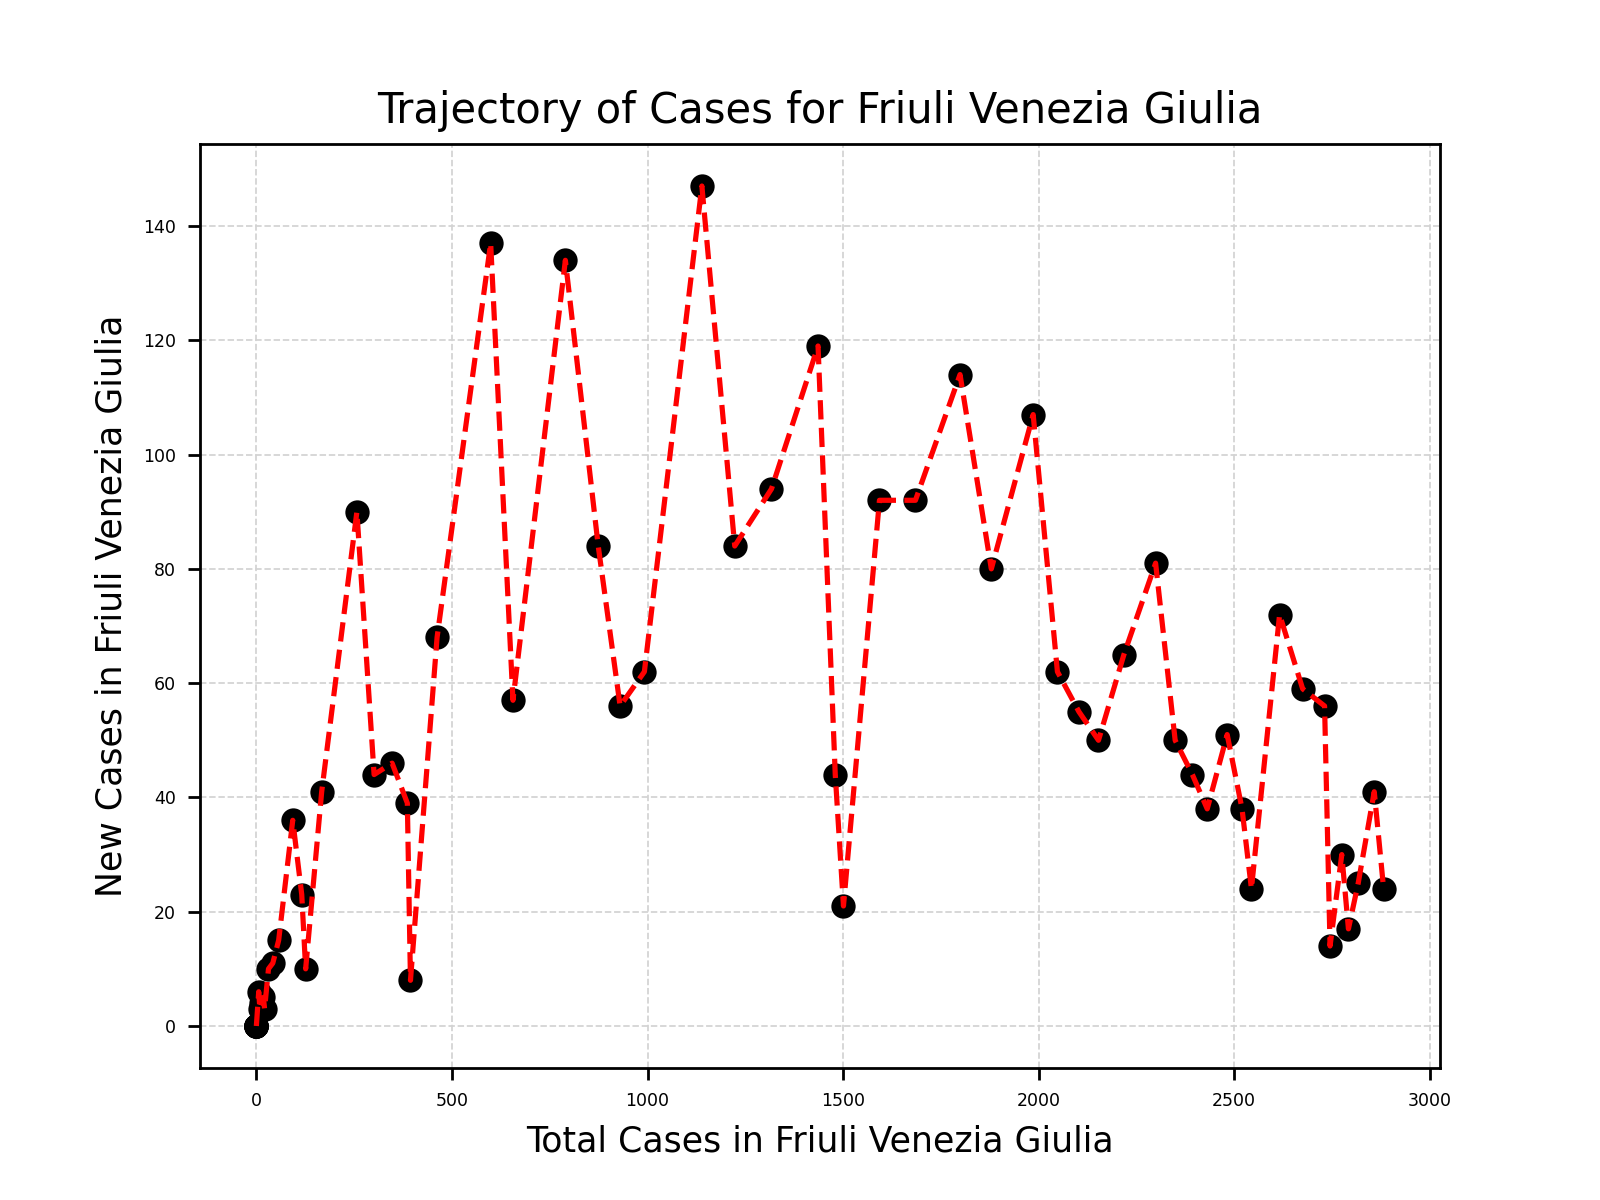 Trajectory of Cases for Friuli Venezia Giulia
New Cases in Friuli Venezia Giulia
140
120
100
80
60
40
20
0
0 500 1000 1500 2000 2500 3000
Total Cases in Friuli Venezia Giulia